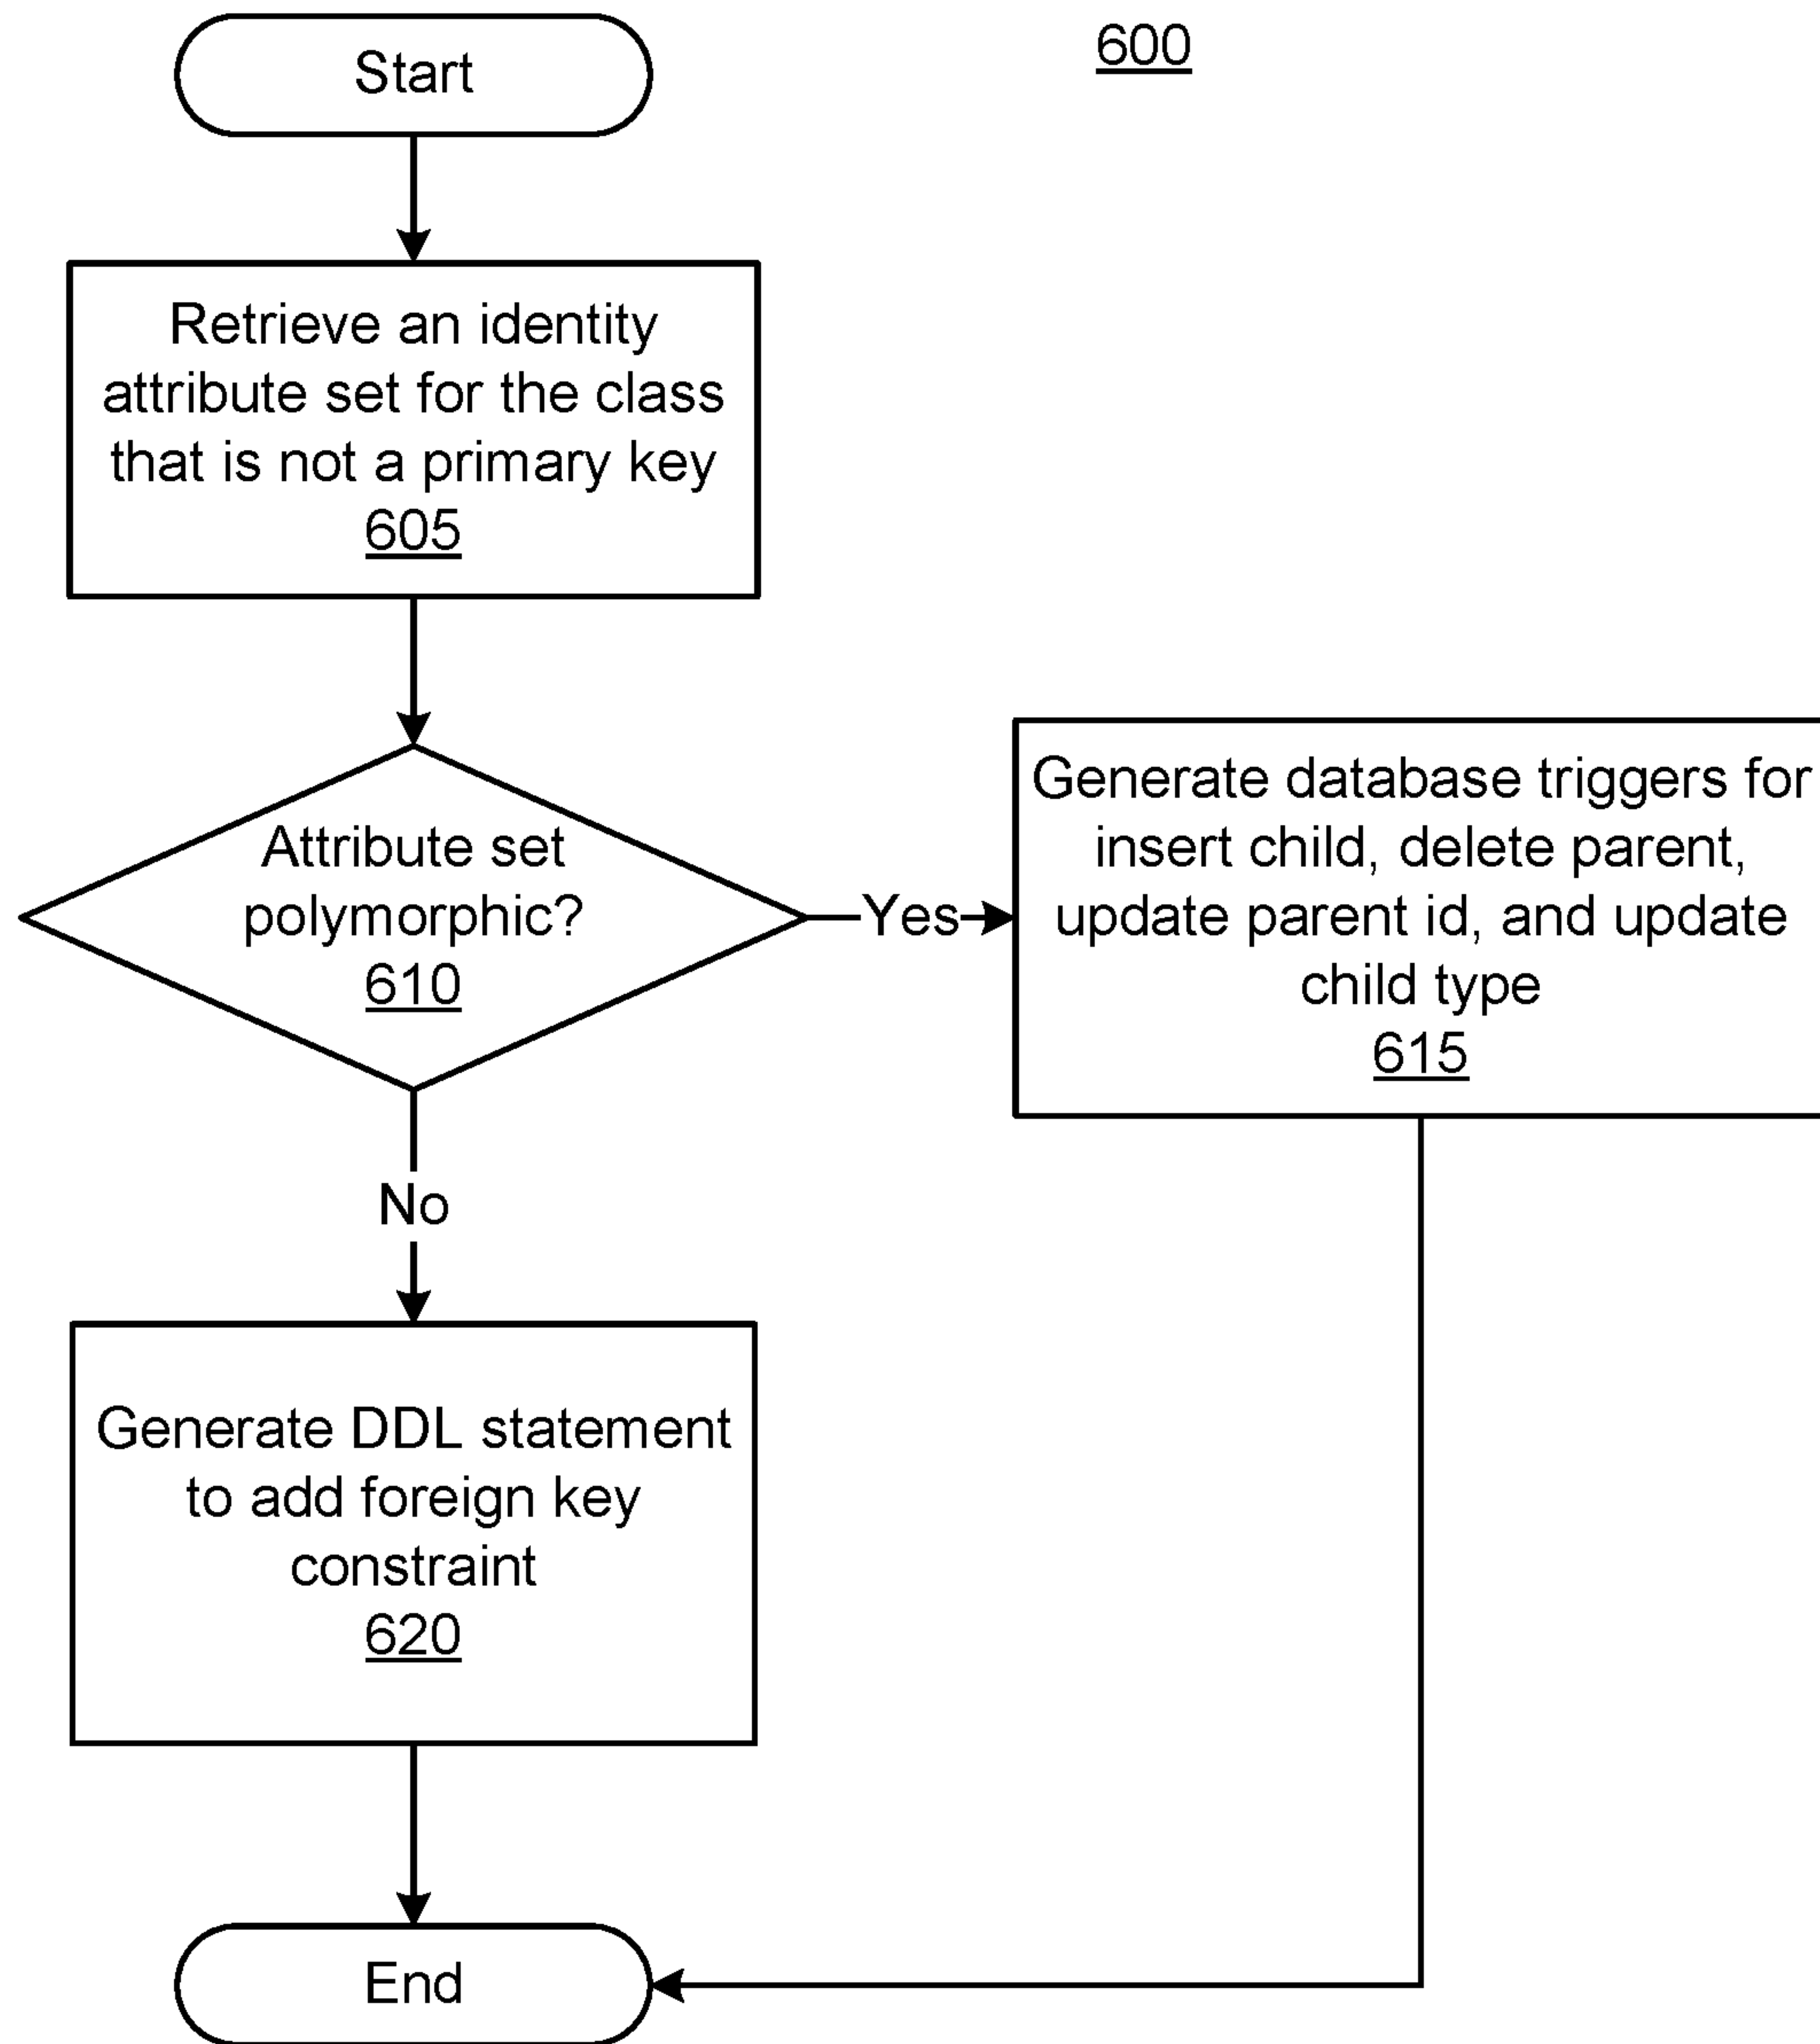 Start
600
Retrieve an identity
attribute set for the class
that is not a primary key
605
Attribute set
polymorphic?
610
Yes
Generate database triggers for
insert child, delete parent,
update parent id, and update
child type
615
No
Generate DDL statement
to add foreign key
constraint
620
End